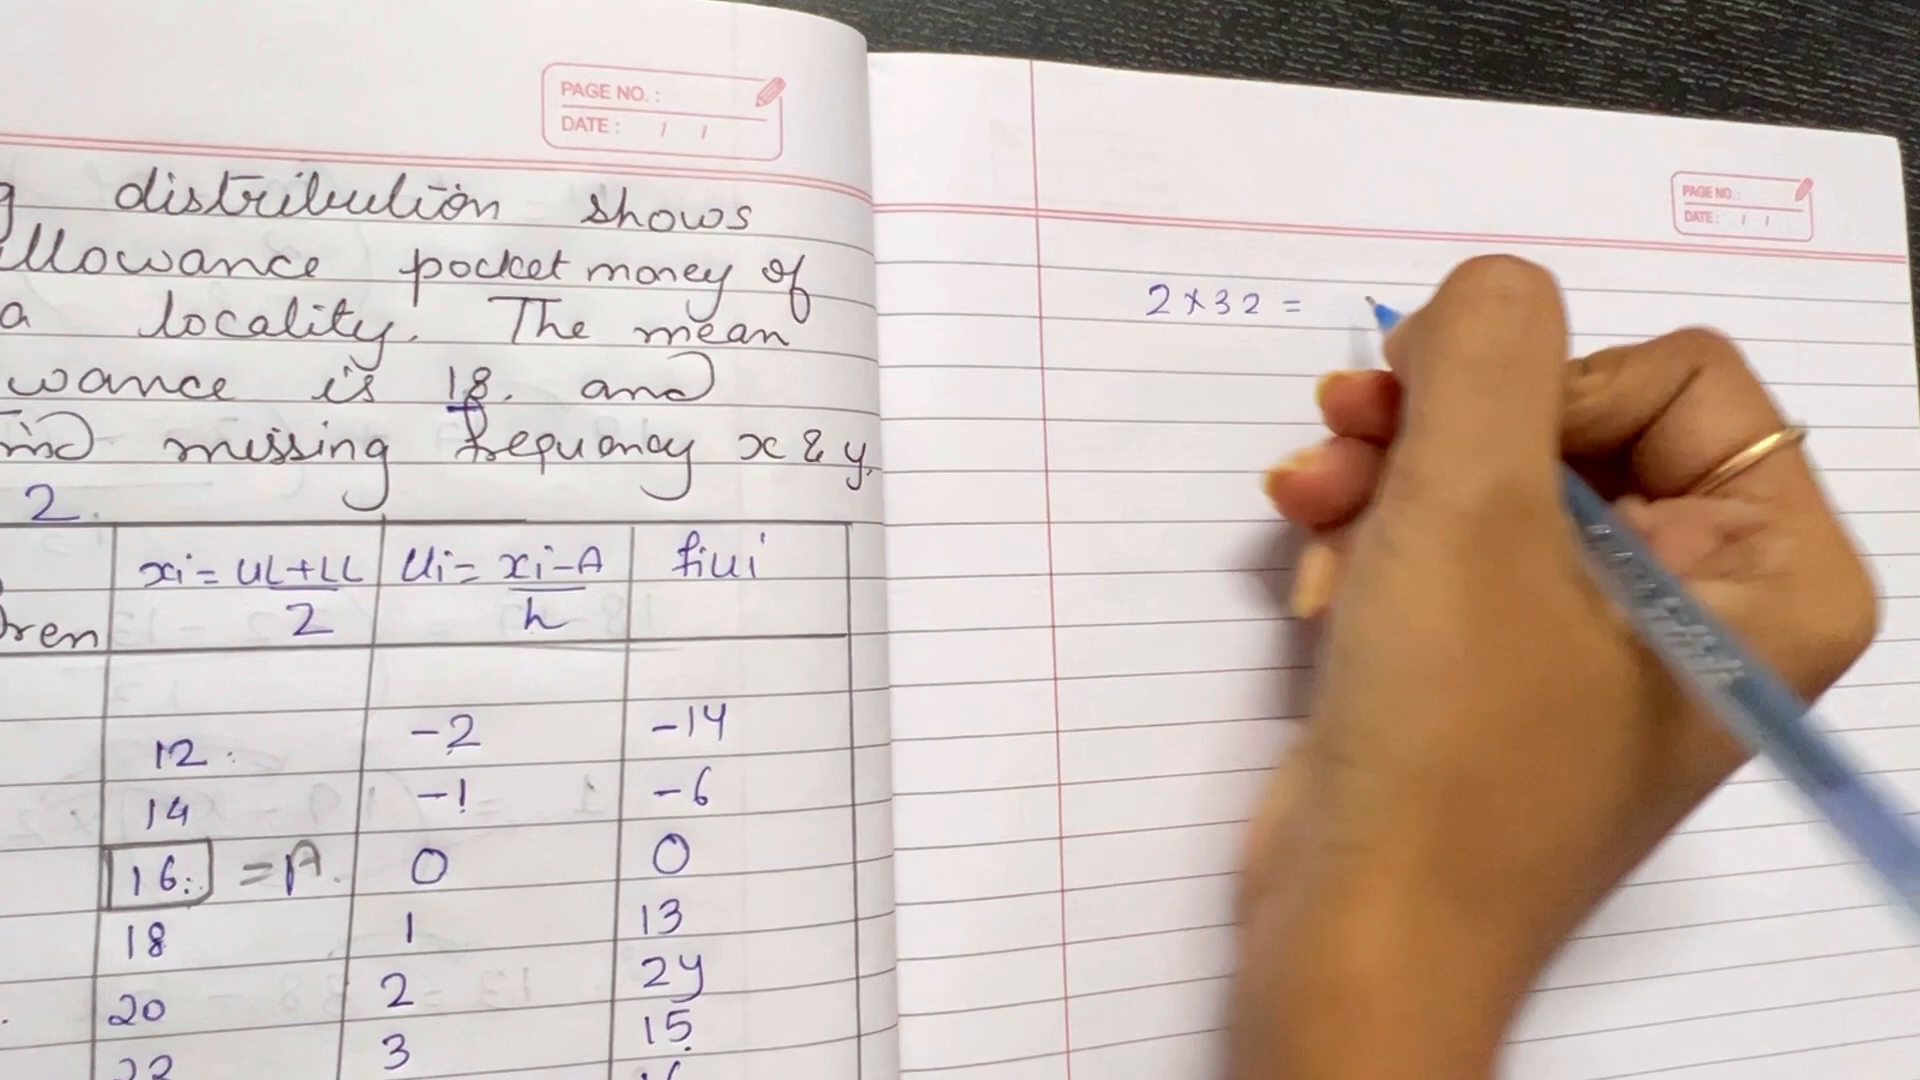 PAGE NO. :
DATE : / /
distribution shows
allowance pocket money of
a locality. The mean
wance is 18. and
missing frequency x & y.
2.
xi = UL+LL / 2 ui = xi-A / h fiui
ren
12 -2 -14
14 -1 -6
16 = A. 0 0
18 1 13
20 2 2y
22 3 15
PAGE NO. :
DATE : / /
2×32 =